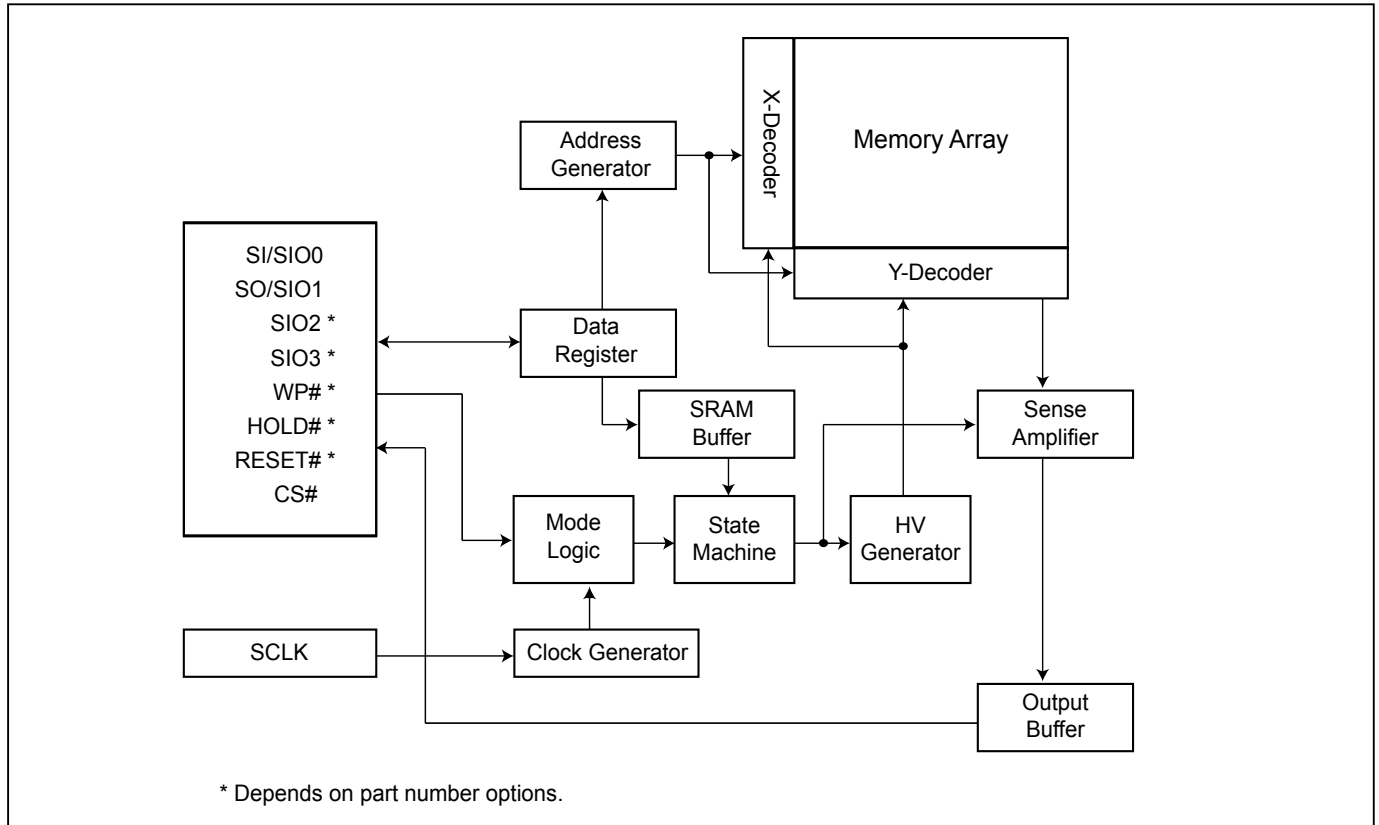 X-Decoder
Memory Array
Address
Generator
SI/SIO0
SO/SIO1
SIO2 *
SIO3 *
WP# *
HOLD# *
RESET# *
CS#
Y-Decoder
Data
Register
SRAM
Buffer
Sense
Amplifier
Mode
Logic
State
Machine
HV
Generator
SCLK
Clock Generator
Output
Buffer
* Depends on part number options.